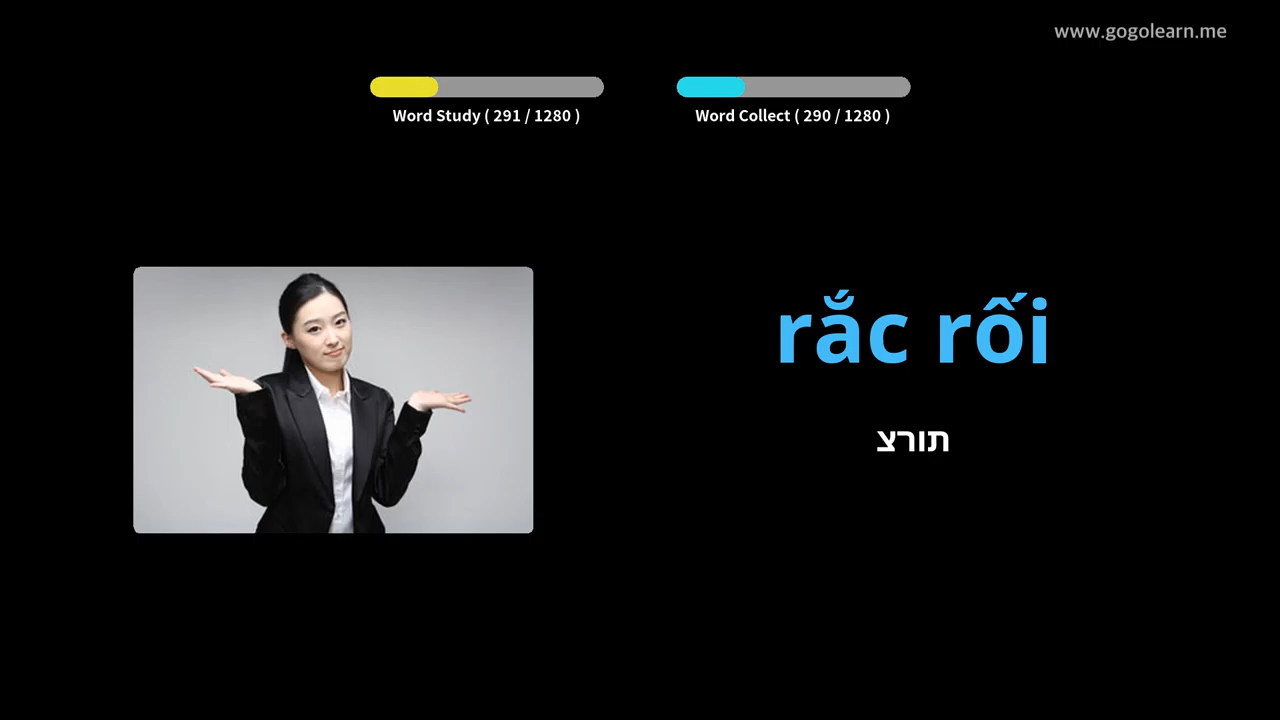 www.gogolearn.me
Word Study ( 291 / 1280 )
Word Collect ( 290 / 1280 )
rắc rối
תורצ